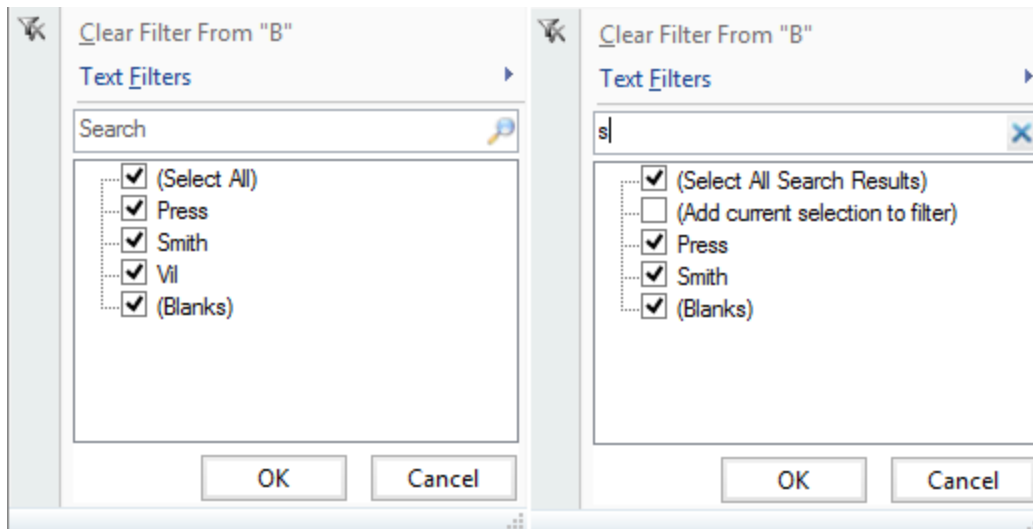 Clear Filter From "B"
Text Filters
Search
(Select All)
Press
Smith
Vil
(Blanks)
OK Cancel
Clear Filter From "B"
Text Filters
s
(Select All Search Results)
(Add current selection to filter)
Press
Smith
(Blanks)
OK Cancel